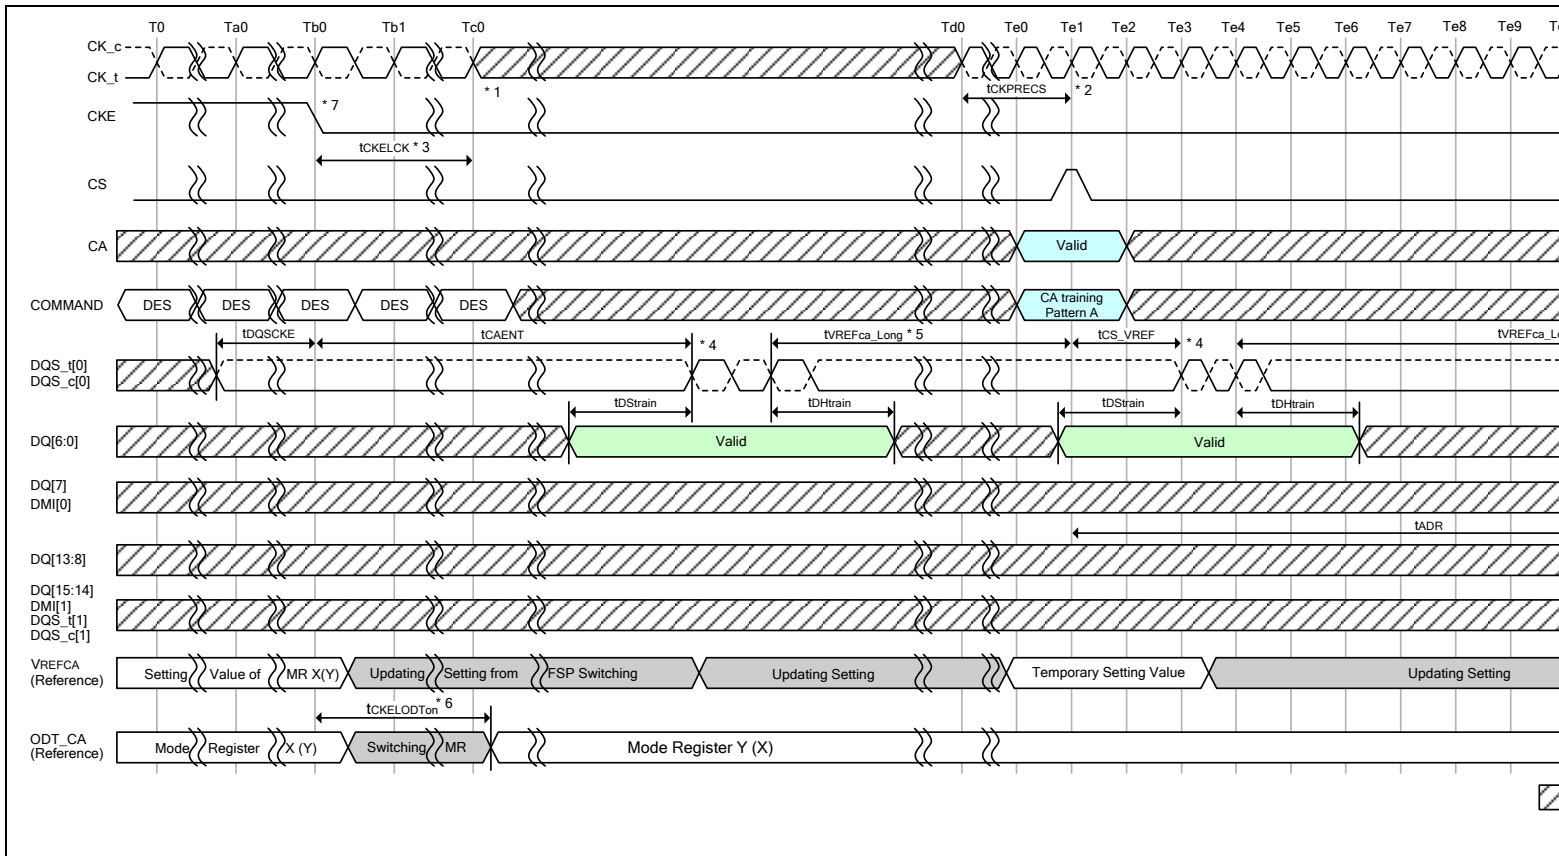 T0 Ta0 Tb0 Tb1 Tc0 Td0 Te0 Te1 Te2 Te3 Te4 Te5 Te6 Te7 Te8 Te9
CK_c
CK_t
* 1
tCKPRECS * 2
CKE
* 7
tCKELCK * 3
CS
CA
Valid
COMMAND
DES DES DES DES DES
CA training
Pattern A
tDQSCKE tCAENT * 4 tVREFca_Long * 5 tCS_VREF * 4
DQS_t[0]
DQS_c[0]
tDStrain tDHtrain tDStrain tDHtrain
DQ[6:0]
Valid Valid
DQ[7]
DMI[0]
tADR
DQ[13:8]
DQ[15:14]
DMI[1]
DQS_t[1]
DQS_c[1]
VREFCA
(Reference)
Setting Value of MR X(Y) Updating Setting from FSP Switching Updating Setting Temporary Setting Value Updating Setting
tCKELODTon * 6
ODT_CA
(Reference)
Mode Register X (Y) Switching MR Mode Register Y (X)